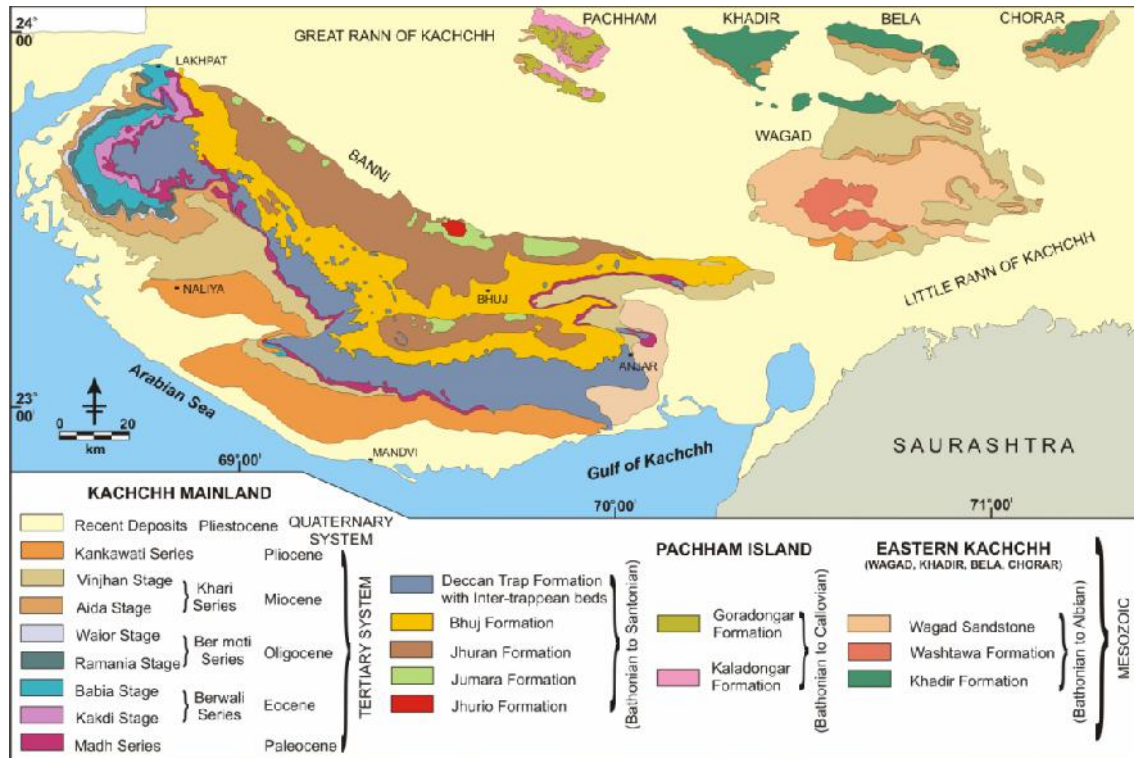 24°
00'
GREAT RANN OF KACHCHH
PACHHAM
KHADIR
BELA
CHORAR
LAKHPAT
BANNI
WAGAD
LITTLE RANN OF KACHCHH
NALIYA
BHUJ
ANJAR
23°
00'
20 0 20
km
Arabian Sea
MANDVI
Gulf of Kachchh
SAURASHTRA
69°00'
70°00'
71°00'
KACHCHH MAINLAND
Recent Deposits Pliestocene QUATERNARY SYSTEM
Kankawati Series Pliocene
Vinjhan Stage
Aida Stage
Khari Series
Miocene
Waior Stage
Ramania Stage
Ber moti Series
Oligocene
Babia Stage
Kakdi Stage
Berwali Series
Eocene
Madh Series Paleocene
TERTIARY SYSTEM
Deccan Trap Formation
with Inter-trappean beds
Bhuj Formation
Jhuran Formation
Jumara Formation
Jhurio Formation
(Bathonian to Santonian)
PACHHAM ISLAND
Goradongar
Formation
Kaladongar
Formation
(Bathonian to Callovian)
EASTERN KACHCHH
(WAGAD, KHADIR, BELA, CHORAR)
Wagad Sandstone
Washtawa Formation
Khadir Formation
(Bathonian to Albian)
MESOZOIC